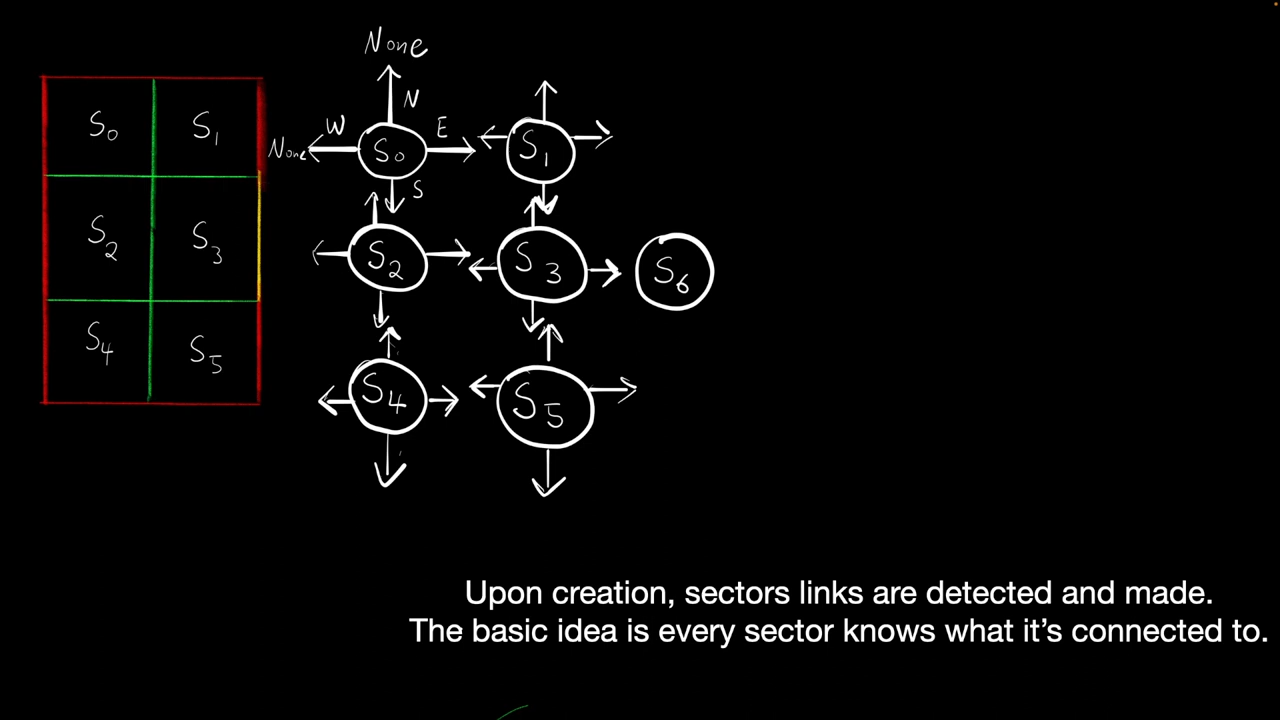 None
N
S₀ S₁
None W S₀ E S₁
S
S₂ S₃
S₂ S₃ S₆
S₄ S₅
S₄ S₅
Upon creation, sectors links are detected and made.
The basic idea is every sector knows what it's connected to.